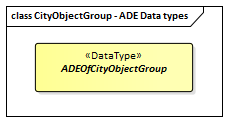 class CityObjectGroup - ADE Data types
«DataType»
ADEOfCityObjectGroup